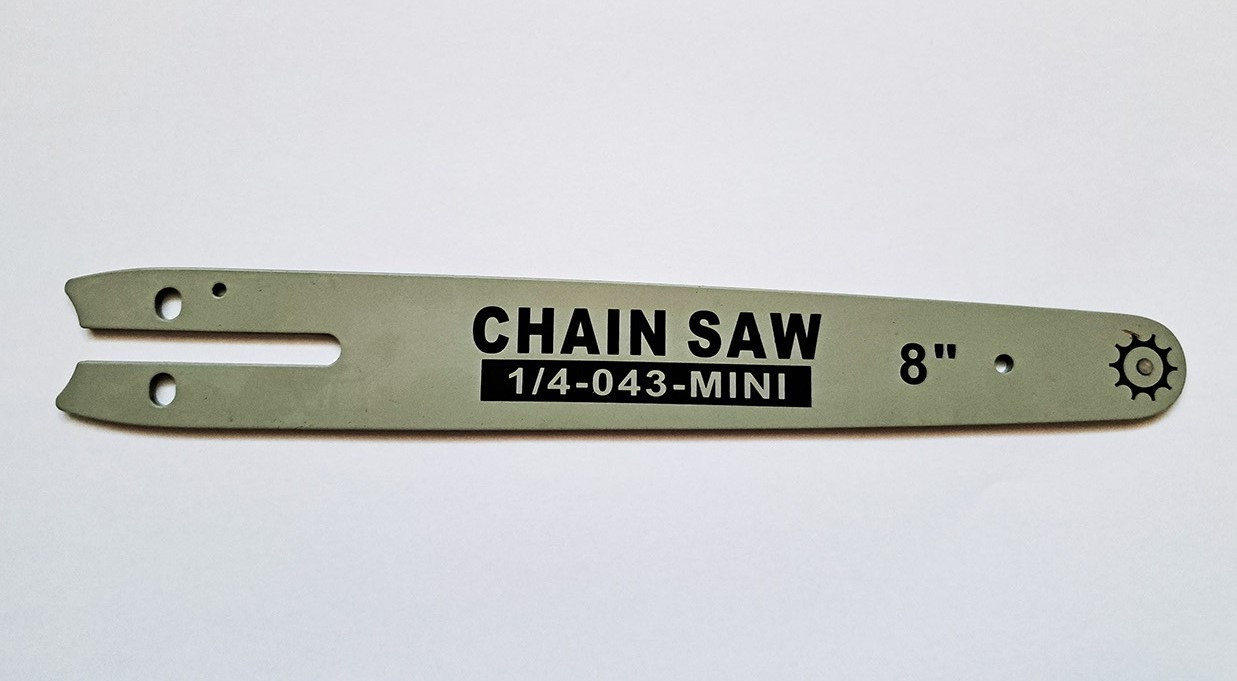 CHAIN SAW
1/4-043-MINI
8"